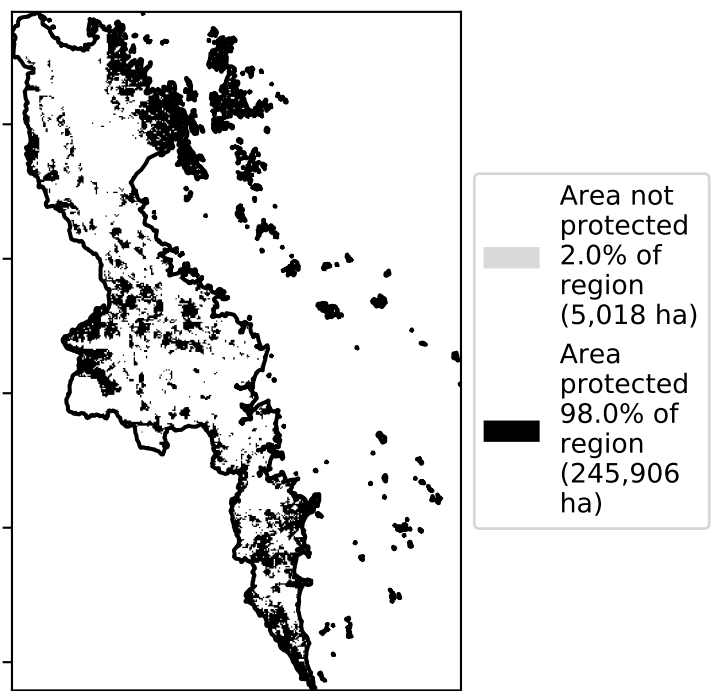 Area not
protected
2.0% of
region
(5,018 ha)
Area
protected
98.0% of
region
(245,906
ha)